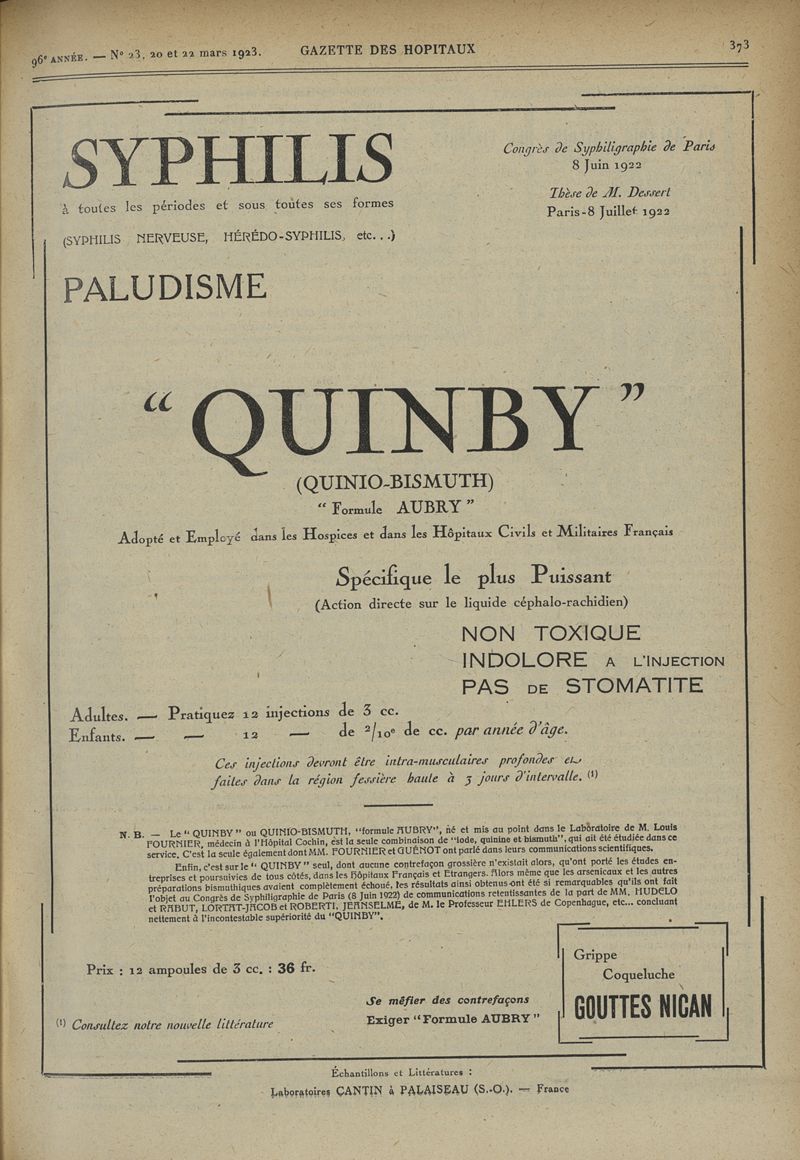 96e ANNÉE. — N° 23, 20 et 22 mars 1923. GAZETTE DES HOPITAUX 373
SYPHILIS
à toutes les périodes et sous toutes ses formes
(SYPHILIS NERVEUSE, HÉRÉDO-SYPHILIS, etc...)
Congrès de Syphiligraphie de Paris
8 Juin 1922
Thèse de M. Dessert
Paris-8 Juillet 1922
PALUDISME
“QUINBY”
(QUINIO-BISMUTH)
“Formule AUBRY”
Adopté et Employé dans les Hospices et dans les Hôpitaux Civils et Militaires Français
Spécifique le plus Puissant
(Action directe sur le liquide céphalo-rachidien)
NON TOXIQUE
INDOLORE A L'INJECTION
PAS DE STOMATITE
Adultes. — Pratiquez 12 injections de 3 cc.
Enfants. — — 12 — de 2/10e de cc. par année d'âge.
Ces injections devront être intra-musculaires profondes et
faites dans la région fessière haute à 3 jours d'intervalle. (1)
N. B. — Le “QUINBY” ou QUINIO-BISMUTH, “formule AUBRY”, né et mis au point dans le Laboratoire de M. Louis
FOURNIER, médecin à l'Hôpital Cochin, est la seule combinaison de “iode, quinine et bismuth”, qui ait été étudiée dans ce
service. C'est la seule également dont MM. FOURNIER et GUÉNOT ont parlé dans leurs communications scientifiques.
Enfin, c'est sur le “QUINBY” seul, dont aucune contrefaçon grossière n'existait alors, qu'ont porté les études en-
treprises et poursuivies de tous côtés, dans les Hôpitaux Français et Etrangers. Alors même que les arsenicaux et les autres
préparations bismuthiques avaient complètement échoué, les résultats ainsi obtenus ont été si remarquables qu'ils ont fait
l'objet au Congrès de Syphiligraphie de Paris (8 Juin 1922) de communications retentissantes de la part de MM. HUDELO
et RABUT, LORTAT-JACOB et ROBERTI, JEANSELME, de M. le Professeur EHLERS de Copenhague, etc... concluant
nettement à l'incontestable supériorité du “QUINBY”.
Prix : 12 ampoules de 3 cc. : 36 fr.
(1) Consultez notre nouvelle littérature
Se méfier des contrefaçons
Exiger “Formule AUBRY”
Grippe
Coqueluche
GOUTTES NICAN
Échantillons et Littératures :
Laboratoires CANTIN à PALAISEAU (S.-O.). — France